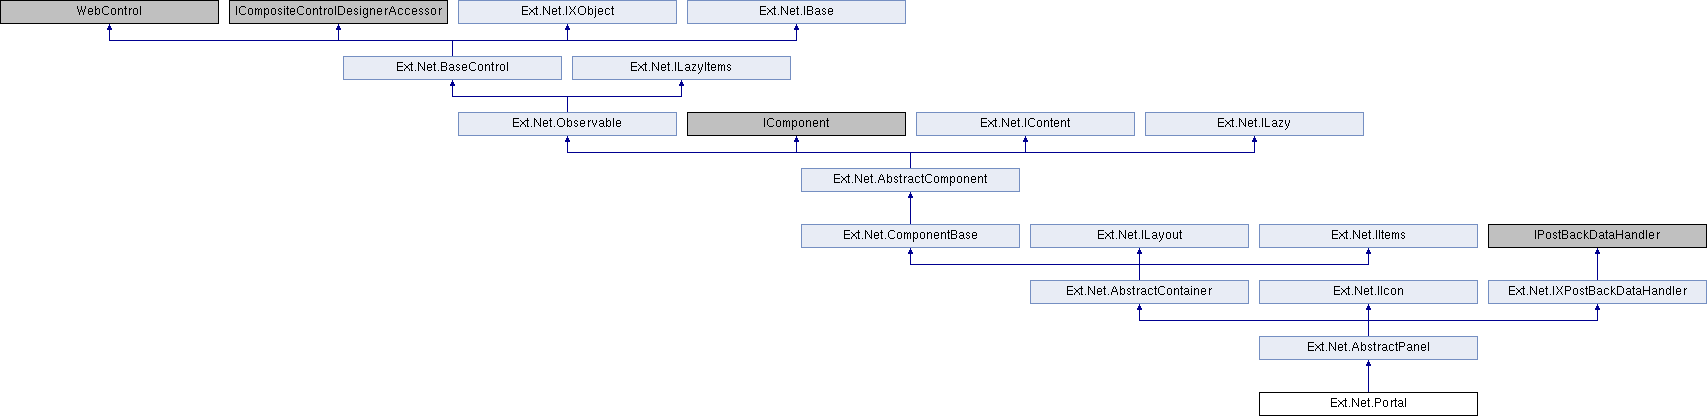 WebControl
ICompositeControlDesignerAccessor
Ext.Net.IXObject
Ext.Net.IBase
Ext.Net.BaseControl
Ext.Net.ILazyItems
Ext.Net.Observable
IComponent
Ext.Net.IContent
Ext.Net.ILazy
Ext.Net.AbstractComponent
Ext.Net.ComponentBase
Ext.Net.ILayout
Ext.Net.IItems
IPostBackDataHandler
Ext.Net.AbstractContainer
Ext.Net.IIcon
Ext.Net.IXPostBackDataHandler
Ext.Net.AbstractPanel
Ext.Net.Portal